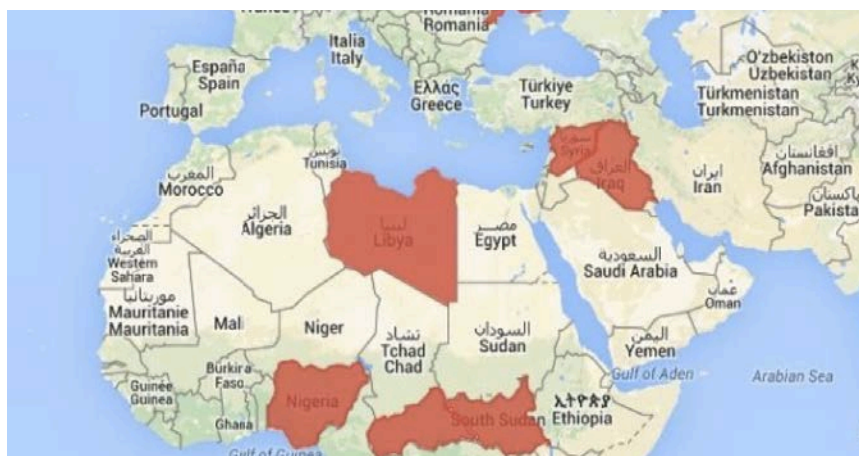 Romania
Romania
Italia
Italy
España
Spain
Portugal
Ελλάς
Greece
Türkiye
Turkey
O'zbekiston
Uzbekistan
Türkmenistan
Turkmenistan
تونس
Tunisia
سوريا
Syria
العراق
Iraq
ايران
Iran
افغانستان
Afghanistan
پاکستان
Pakista
المغرب
Morocco
الجزائر
Algeria
ليبيا
Libya
مصر
Egypt
السعودية
Saudi Arabia
عُمان
Oman
الصحراء
الغربية
Western
Sahara
موريتانيا
Mauritanie
Mauritania
Mali
Niger
تشاد
Tchad
Chad
السودان
Sudan
اليمن
Yemen
Gulf of Aden
Arabian Sea
Burkina
Faso
Guinée
Guinea
Ghana
Nigeria
South Sudan
ኢትዮጵያ
Ethiopia
Gulf of Guinea